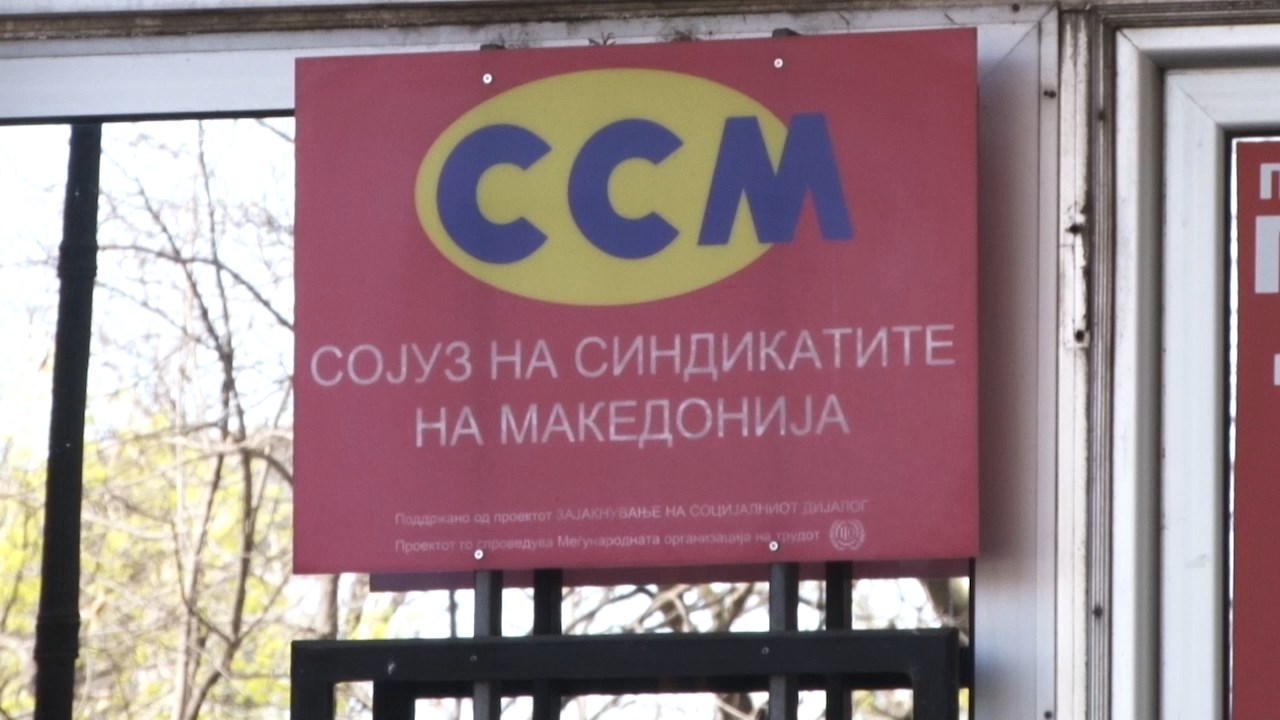 ССМ
СОЈУЗ НА СИНДИКАТИТЕ
НА МАКЕДОНИЈА
Поддржано од проектот ЗАЈАКНУВАЊЕ НА СОЦИЈАЛНИОТ ДИЈАЛОГ
Проектот го спроведува Меѓународната организација на трудот